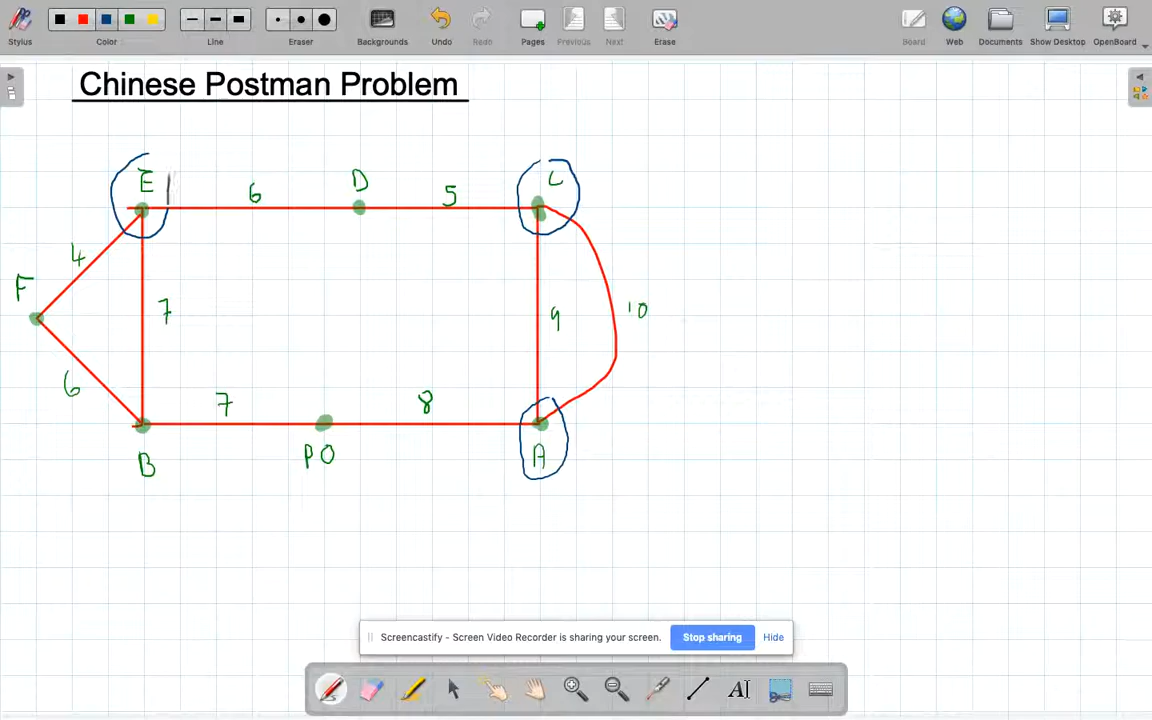 Stylus Color Line Eraser Backgrounds Undo Redo Pages Previous Next Erase Board Web Documents Show Desktop OpenBoard
Chinese Postman Problem
E 6 D 5 C
4
F
7
9
10
6
7
8
B
PO
A
Screencastify - Screen Video Recorder is sharing your screen. Stop sharing Hide